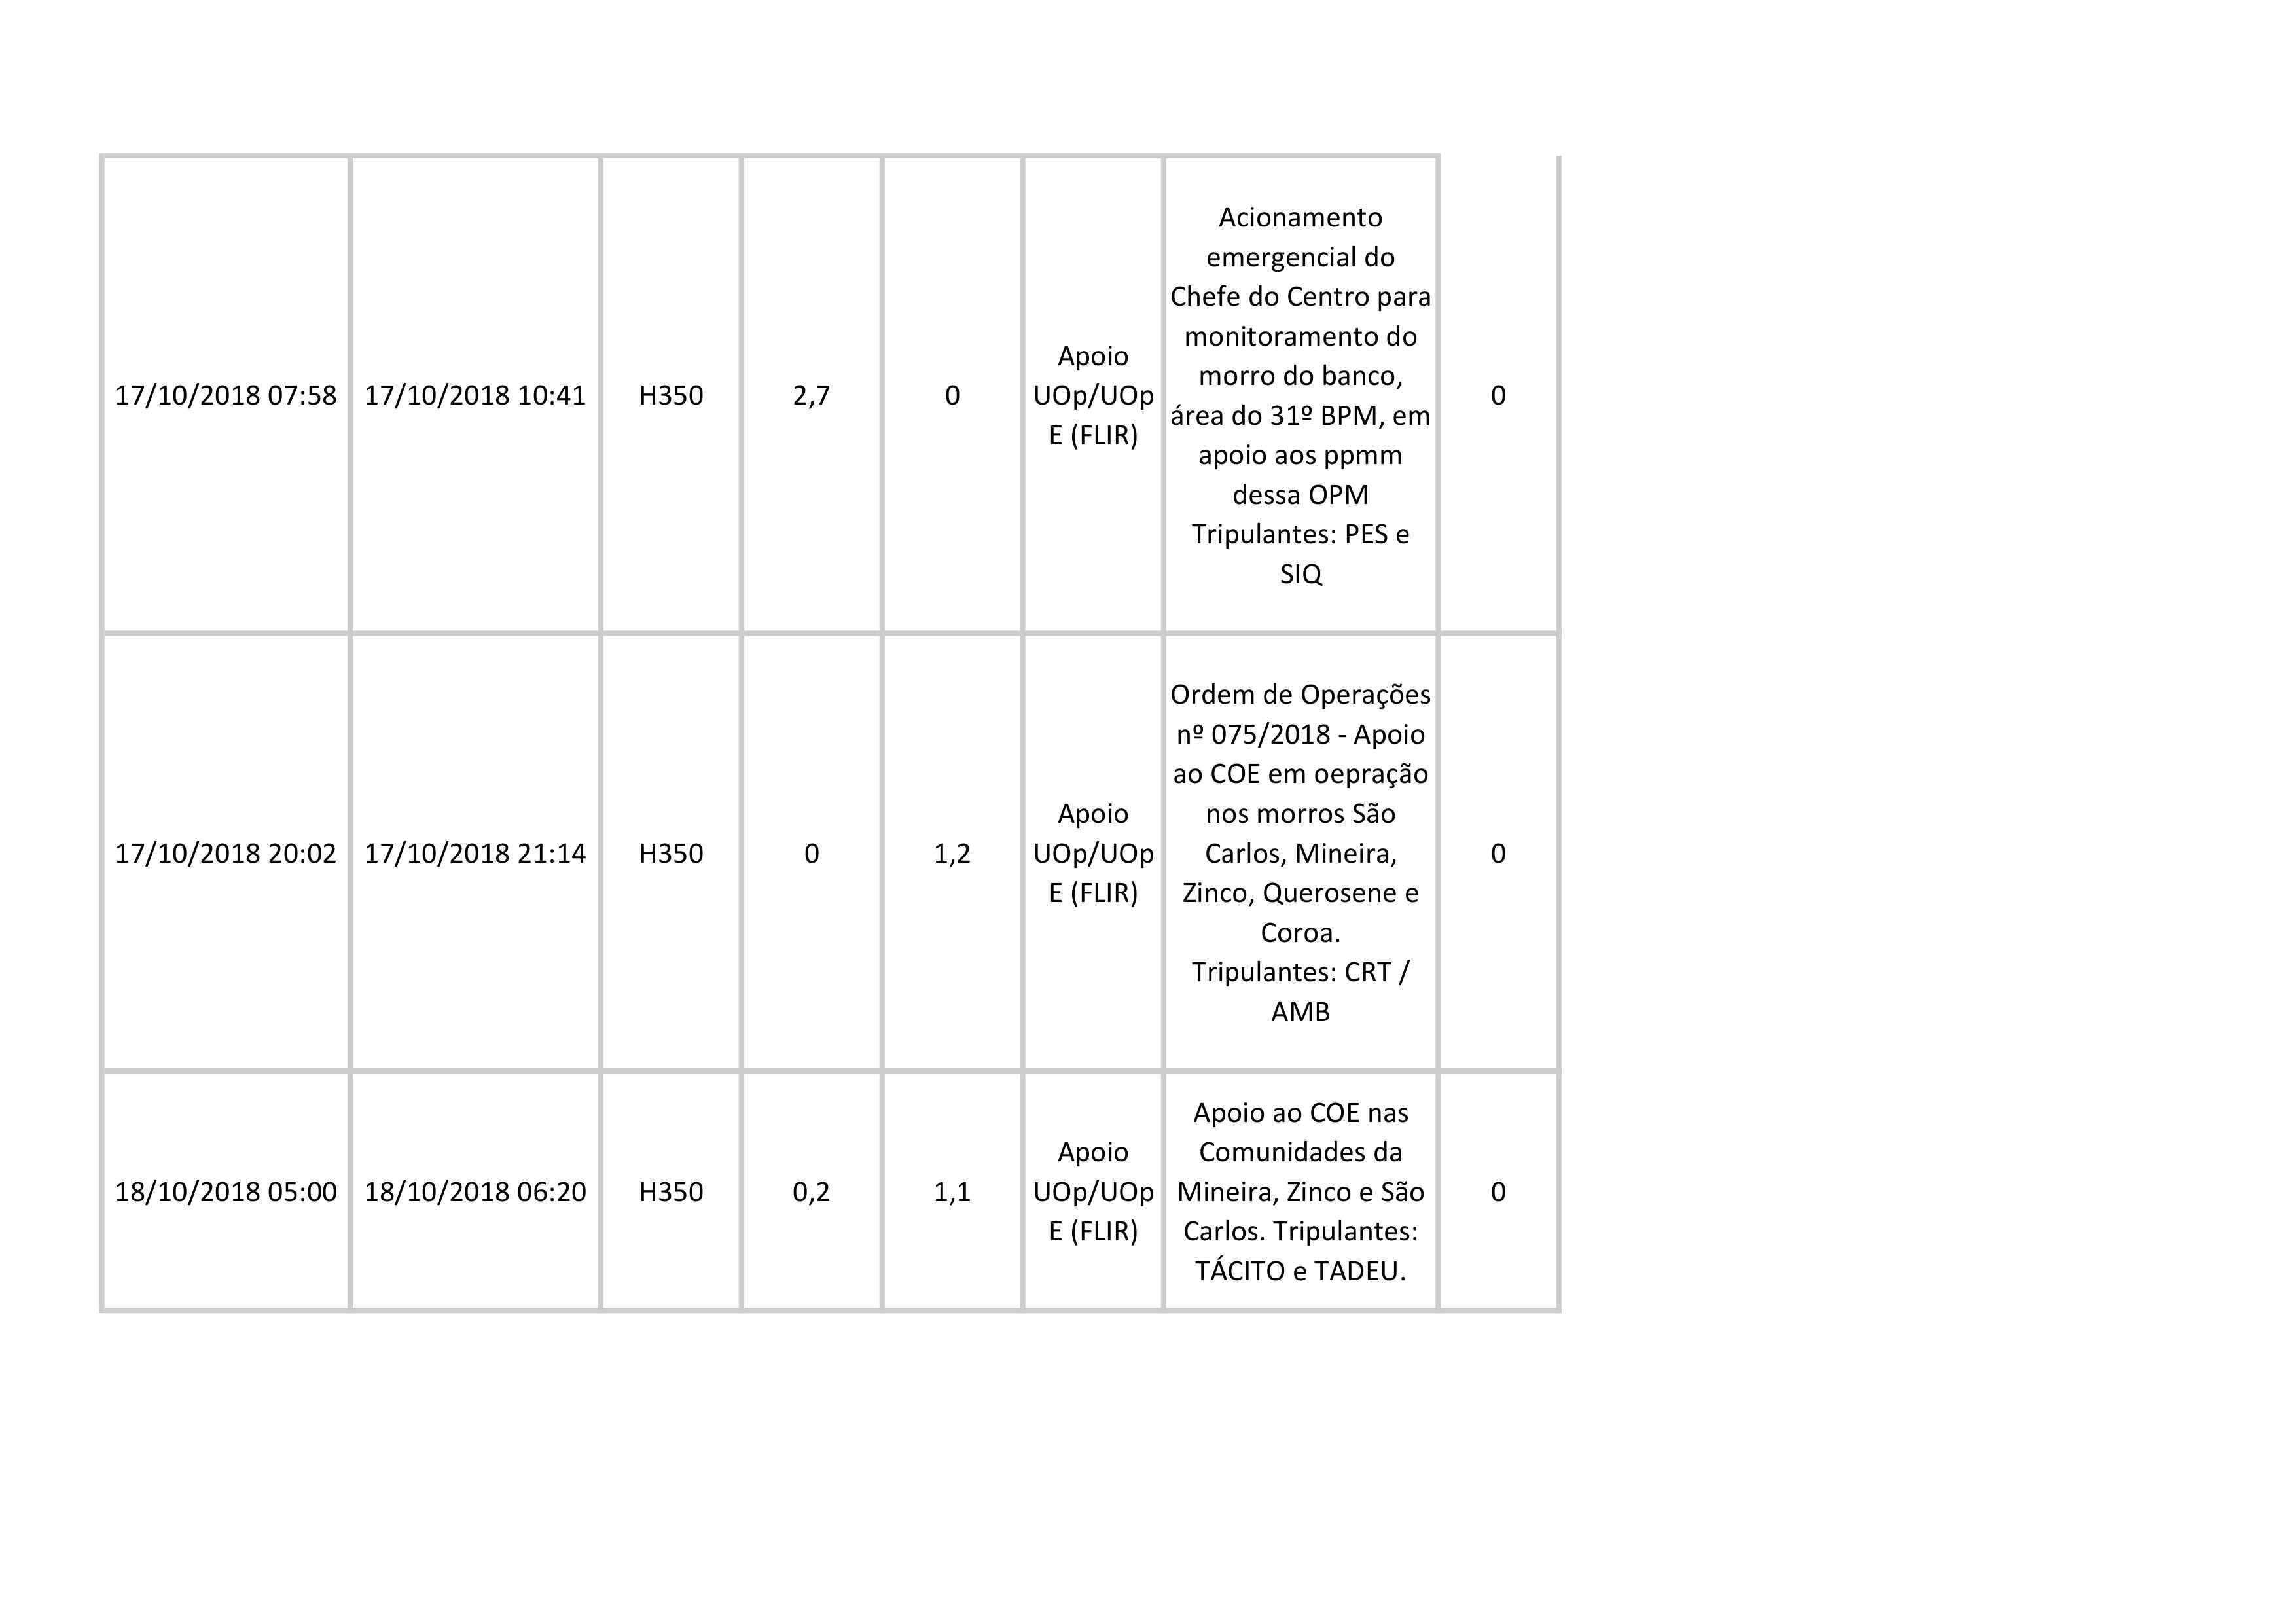 17/10/2018 07:58
17/10/2018 10:41
H350
2,7
0
Apoio
UOp/UOp
E (FLIR)
Acionamento
emergencial do
Chefe do Centro para
monitoramento do
morro do banco,
área do 31º BPM, em
apoio aos ppmm
dessa OPM
Tripulantes: PES e
SIQ
0
17/10/2018 20:02
17/10/2018 21:14
H350
0
1,2
Apoio
UOp/UOp
E (FLIR)
Ordem de Operações
nº 075/2018 - Apoio
ao COE em oepração
nos morros São
Carlos, Mineira,
Zinco, Querosene e
Coroa.
Tripulantes: CRT /
AMB
0
18/10/2018 05:00
18/10/2018 06:20
H350
0,2
1,1
Apoio
UOp/UOp
E (FLIR)
Apoio ao COE nas
Comunidades da
Mineira, Zinco e São
Carlos. Tripulantes:
TÁCITO e TADEU.
0